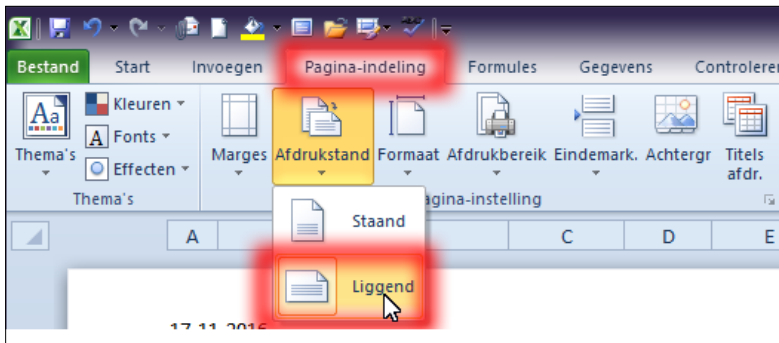 Bestand Start Invoegen Pagina-indeling Formules Gegevens Controleren
Aa Kleuren
A Fonts
Effecten
Thema's Marges Afdrukstand Formaat Afdrukbereik Eindemark. Achtergr Titels afdr.
Thema's agina-instelling
Staand
A C D E
Liggend
17-11-2016